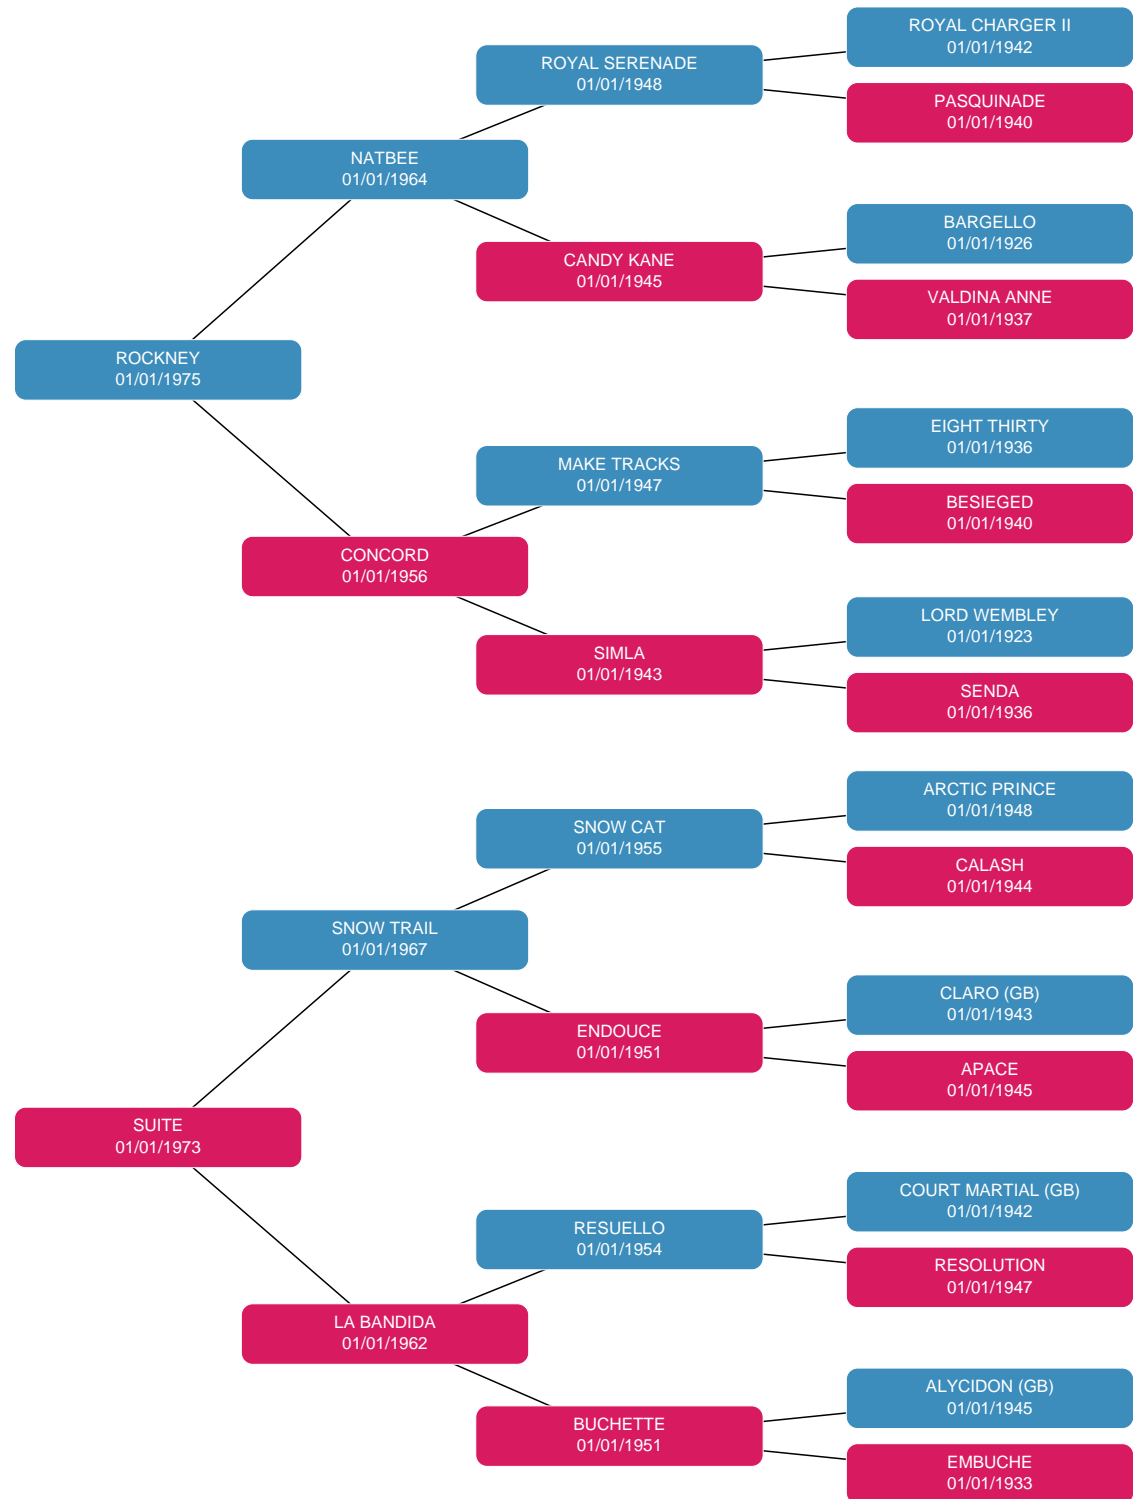 ROYAL CHARGER II
01/01/1942
ROYAL SERENADE
01/01/1948
PASQUINADE
01/01/1940
NATBEE
01/01/1964
BARGELLO
01/01/1926
CANDY KANE
01/01/1945
VALDINA ANNE
01/01/1937
ROCKNEY
01/01/1975
EIGHT THIRTY
01/01/1936
MAKE TRACKS
01/01/1947
BESIEGED
01/01/1940
CONCORD
01/01/1956
LORD WEMBLEY
01/01/1923
SIMLA
01/01/1943
SENDA
01/01/1936
ARCTIC PRINCE
01/01/1948
SNOW CAT
01/01/1955
CALASH
01/01/1944
SNOW TRAIL
01/01/1967
CLARO (GB)
01/01/1943
ENDOUCE
01/01/1951
APACE
01/01/1945
SUITE
01/01/1973
COURT MARTIAL (GB)
01/01/1942
RESUELLO
01/01/1954
RESOLUTION
01/01/1947
LA BANDIDA
01/01/1962
ALYCIDON (GB)
01/01/1945
BUCHETTE
01/01/1951
EMBUCHE
01/01/1933